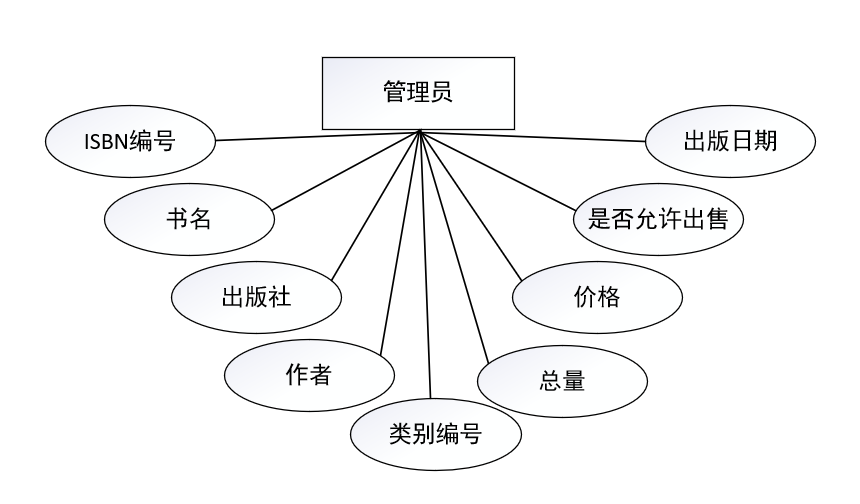 管理员
ISBN编号
出版日期
书名
是否允许出售
出版社
价格
作者
总量
类别编号